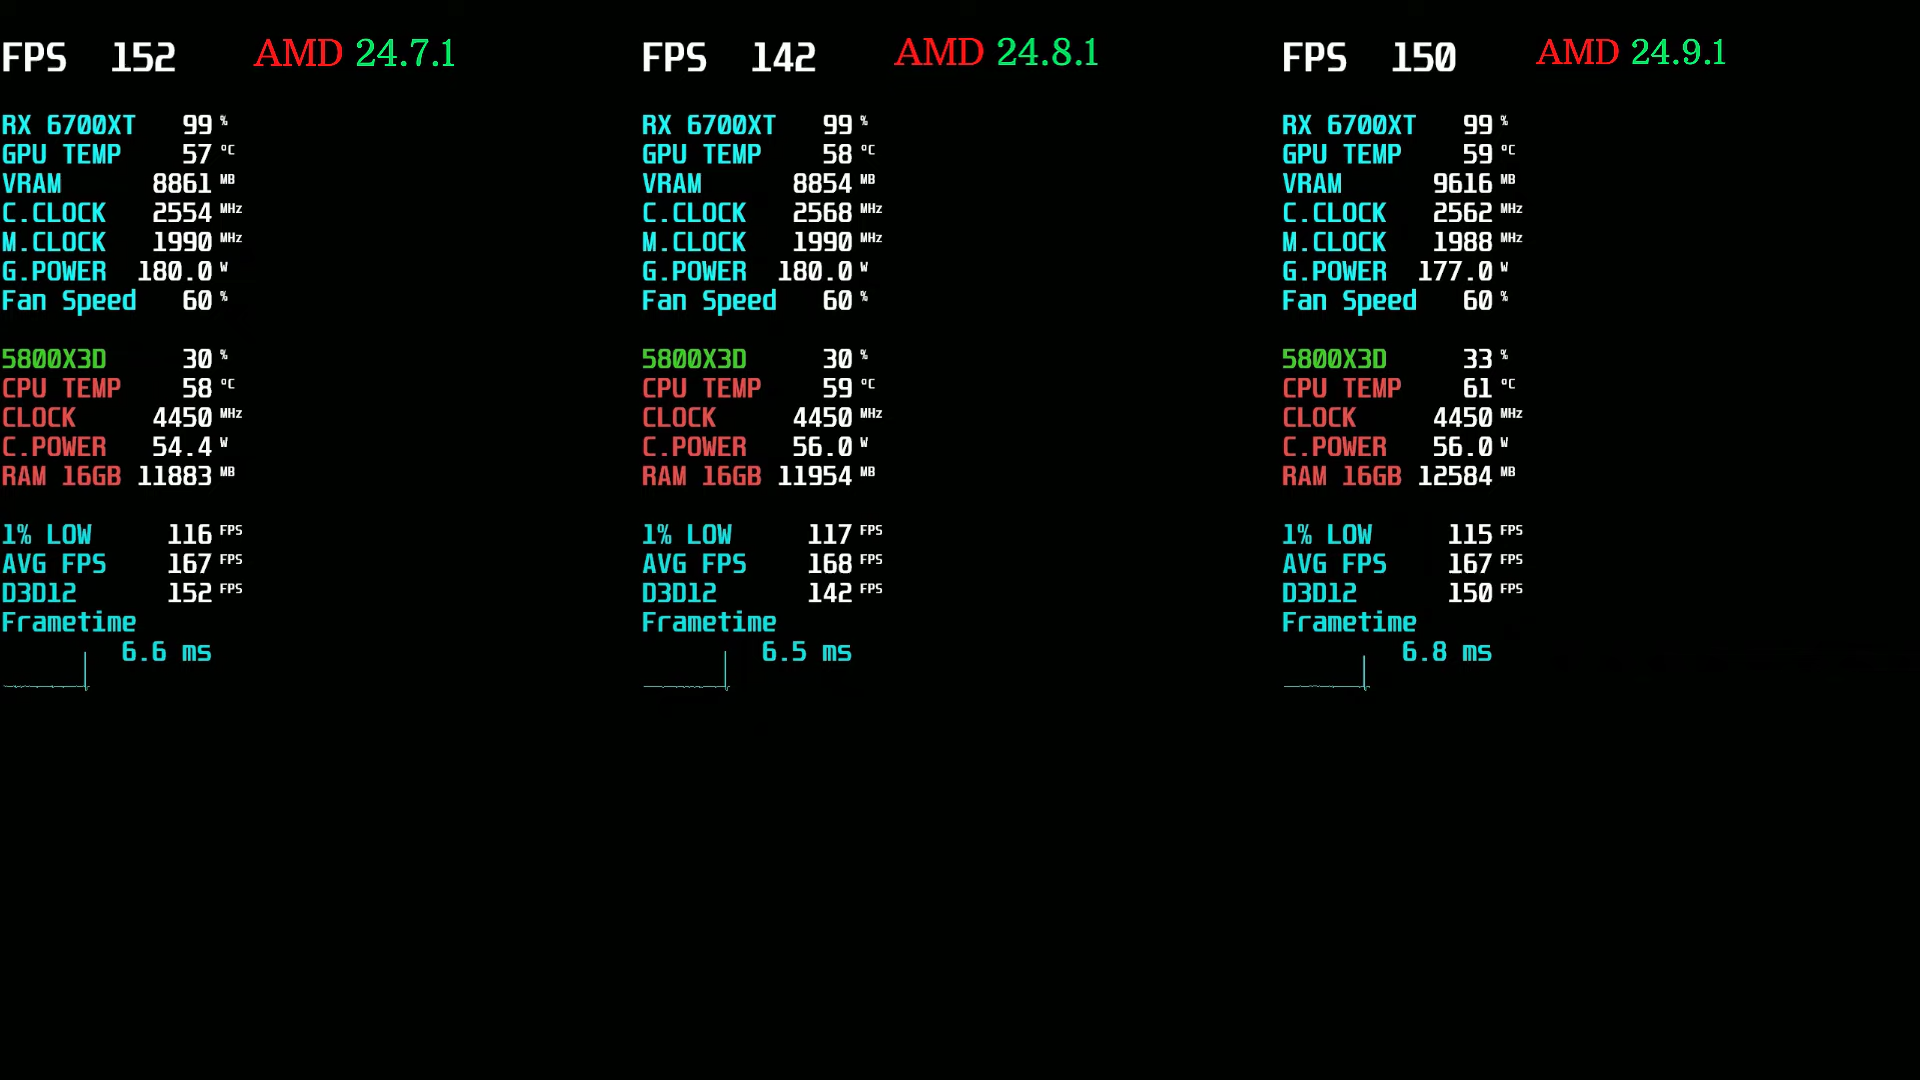 FPS 152 AMD 24.7.1
RX 6700XT 99 %
GPU TEMP 57 °C
VRAM 8861 MB
C.CLOCK 2554 MHz
M.CLOCK 1990 MHz
G.POWER 180.0 W
Fan Speed 60 %
5800X3D 30 %
CPU TEMP 58 °C
CLOCK 4450 MHz
C.POWER 54.4 W
RAM 16GB 11883 MB
1% LOW 116 FPS
AVG FPS 167 FPS
D3D12 152 FPS
Frametime
6.6 ms
FPS 142 AMD 24.8.1
RX 6700XT 99 %
GPU TEMP 58 °C
VRAM 8854 MB
C.CLOCK 2568 MHz
M.CLOCK 1990 MHz
G.POWER 180.0 W
Fan Speed 60 %
5800X3D 30 %
CPU TEMP 59 °C
CLOCK 4450 MHz
C.POWER 56.0 W
RAM 16GB 11954 MB
1% LOW 117 FPS
AVG FPS 168 FPS
D3D12 142 FPS
Frametime
6.5 ms
FPS 150 AMD 24.9.1
RX 6700XT 99 %
GPU TEMP 59 °C
VRAM 9616 MB
C.CLOCK 2562 MHz
M.CLOCK 1988 MHz
G.POWER 177.0 W
Fan Speed 60 %
5800X3D 33 %
CPU TEMP 61 °C
CLOCK 4450 MHz
C.POWER 56.0 W
RAM 16GB 12584 MB
1% LOW 115 FPS
AVG FPS 167 FPS
D3D12 150 FPS
Frametime
6.8 ms